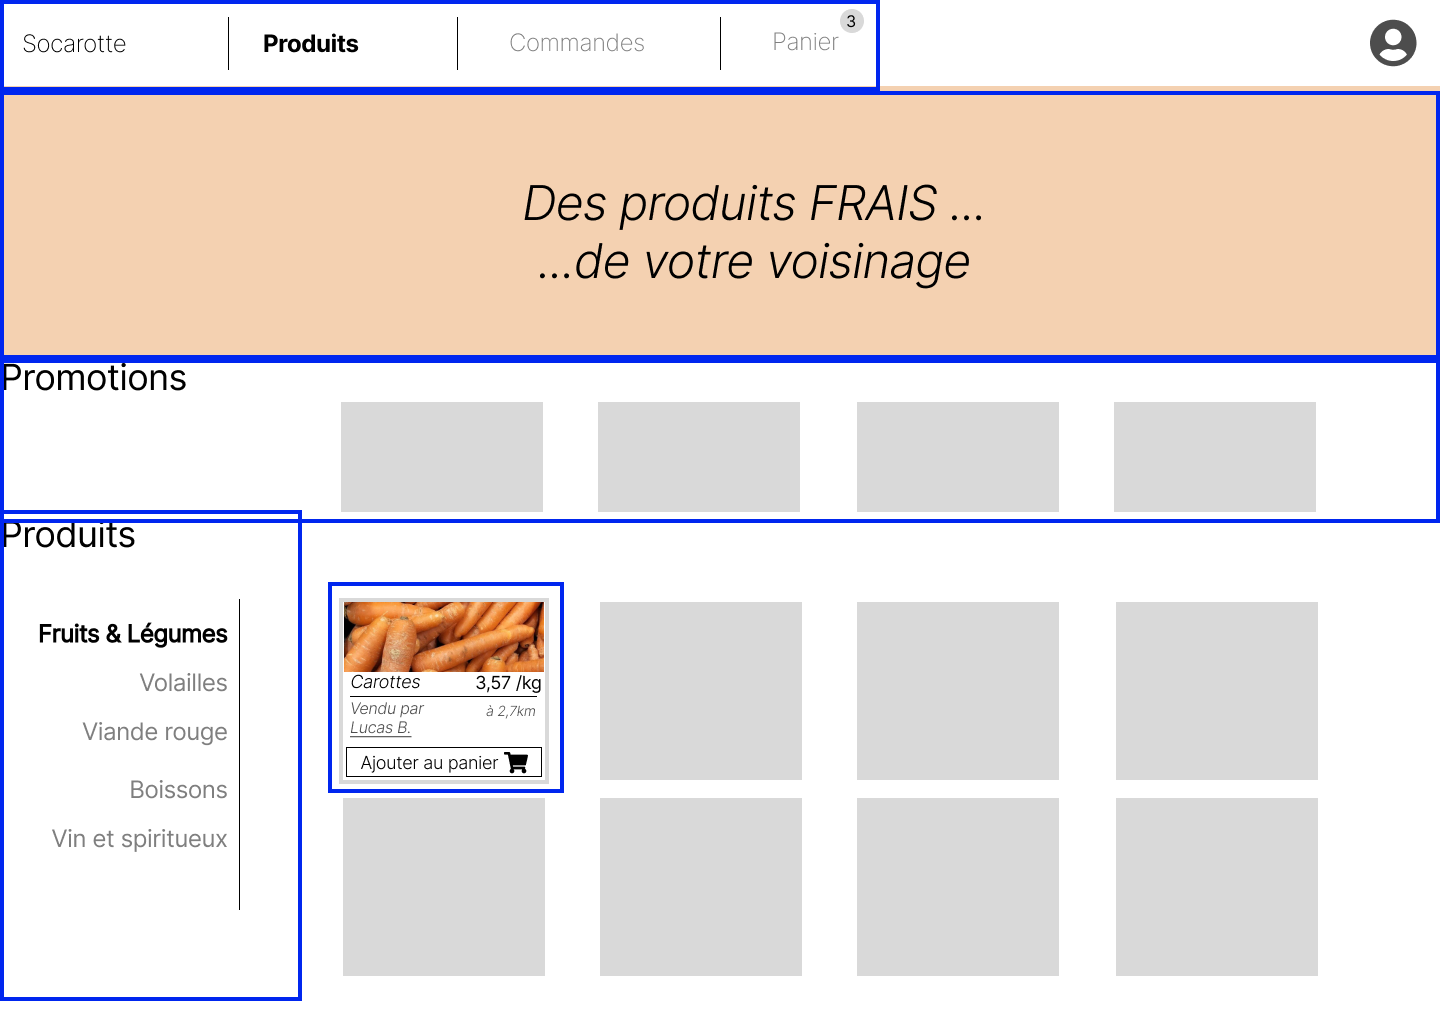 Socarotte
Produits
Commandes
Panier
3
Des produits FRAIS ...
...de votre voisinage
Promotions
Produits
Fruits & Légumes
Volailles
Viande rouge
Boissons
Vin et spiritueux
Carottes 3,57 /kg
Vendu par à 2,7km
Lucas B.
Ajouter au panier